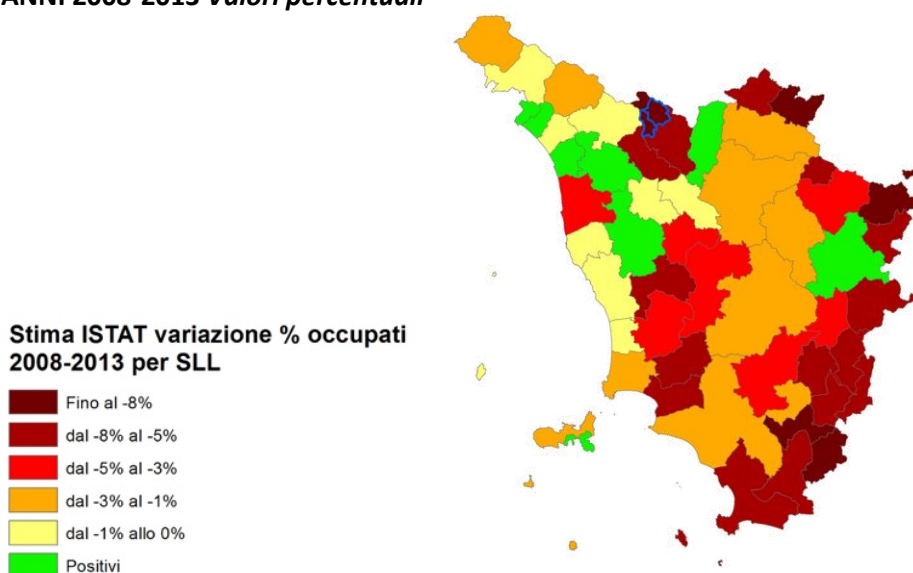 ANNI 2008-2013 Valori percentuali
Stima ISTAT variazione % occupati
2008-2013 per SLL
Fino al -8%
dal -8% al -5%
dal -5% al -3%
dal -3% al -1%
dal -1% allo 0%
Positivi